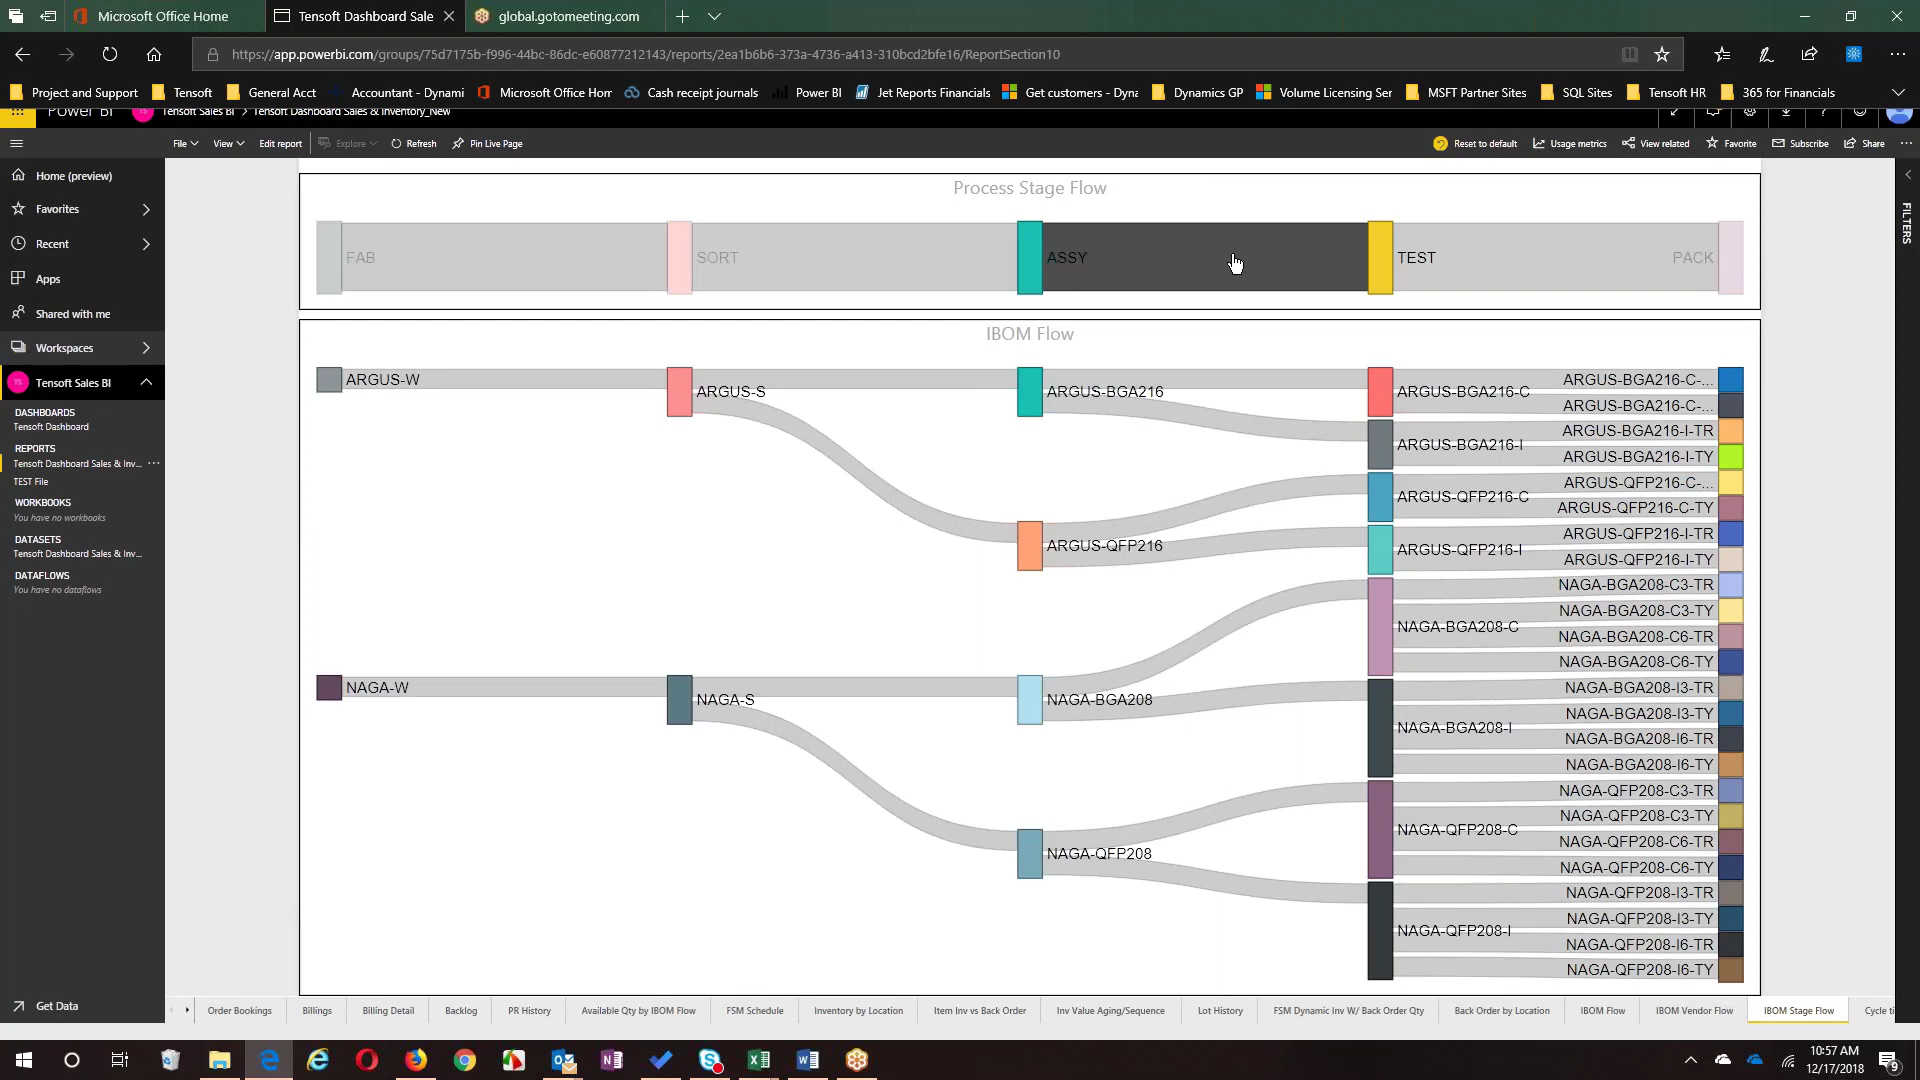 Microsoft Office Home
Tensoft Dashboard Sale
global.gotomeeting.com
https://app.powerbi.com/groups/75d7175b-f996-44bc-86dc-e60877212143/reports/2ea1b6b6-373a-4736-a413-310bcd2bfe16/ReportSection10
Project and Support
Tensoft
General Acct
Accountant - Dynami
Microsoft Office Hom
Cash receipt journals
Power BI
Jet Reports Financials
Get customers - Dyna
Dynamics GP
Volume Licensing Ser
MSFT Partner Sites
SQL Sites
Tensoft HR
365 for Financials
Power BI
Tensoft Sales BI > Tensoft Dashboard Sales & Inventory_New
File
View
Edit report
Explore
Refresh
Pin Live Page
Reset to default
Usage metrics
View related
Favorite
Subscribe
Share
Home (preview)
Favorites
Recent
Apps
Shared with me
Workspaces
TS
Tensoft Sales BI
DASHBOARDS
Tensoft Dashboard
REPORTS
Tensoft Dashboard Sales & Inv...
TEST File
WORKBOOKS
You have no workbooks
DATASETS
Tensoft Dashboard Sales & Inv...
DATAFLOWS
You have no dataflows
Get Data
FILTERS
Process Stage Flow
FAB
SORT
ASSY
TEST
PACK
IBOM Flow
ARGUS-W
ARGUS-S
ARGUS-BGA216
ARGUS-BGA216-C
ARGUS-BGA216-C-...
ARGUS-BGA216-C-...
ARGUS-BGA216-I
ARGUS-BGA216-I-TR
ARGUS-BGA216-I-TY
ARGUS-QFP216
ARGUS-QFP216-C
ARGUS-QFP216-C-...
ARGUS-QFP216-C-TY
ARGUS-QFP216-I
ARGUS-QFP216-I-TR
ARGUS-QFP216-I-TY
NAGA-W
NAGA-S
NAGA-BGA208
NAGA-BGA208-C
NAGA-BGA208-C3-TR
NAGA-BGA208-C3-TY
NAGA-BGA208-C6-TR
NAGA-BGA208-C6-TY
NAGA-BGA208-I
NAGA-BGA208-I3-TR
NAGA-BGA208-I3-TY
NAGA-BGA208-I6-TR
NAGA-BGA208-I6-TY
NAGA-QFP208
NAGA-QFP208-C
NAGA-QFP208-C3-TR
NAGA-QFP208-C3-TY
NAGA-QFP208-C6-TR
NAGA-QFP208-C6-TY
NAGA-QFP208-I
NAGA-QFP208-I3-TR
NAGA-QFP208-I3-TY
NAGA-QFP208-I6-TR
NAGA-QFP208-I6-TY
Order Bookings
Billings
Billing Detail
Backlog
PR History
Available Qty by IBOM Flow
FSM Schedule
Inventory by Location
Item Inv vs Back Order
Inv Value Aging/Sequence
Lot History
FSM Dynamic Inv W/ Back Order Qty
Back Order by Location
IBOM Flow
IBOM Vendor Flow
IBOM Stage Flow
Cycle ti
10:57 AM
12/17/2018
9